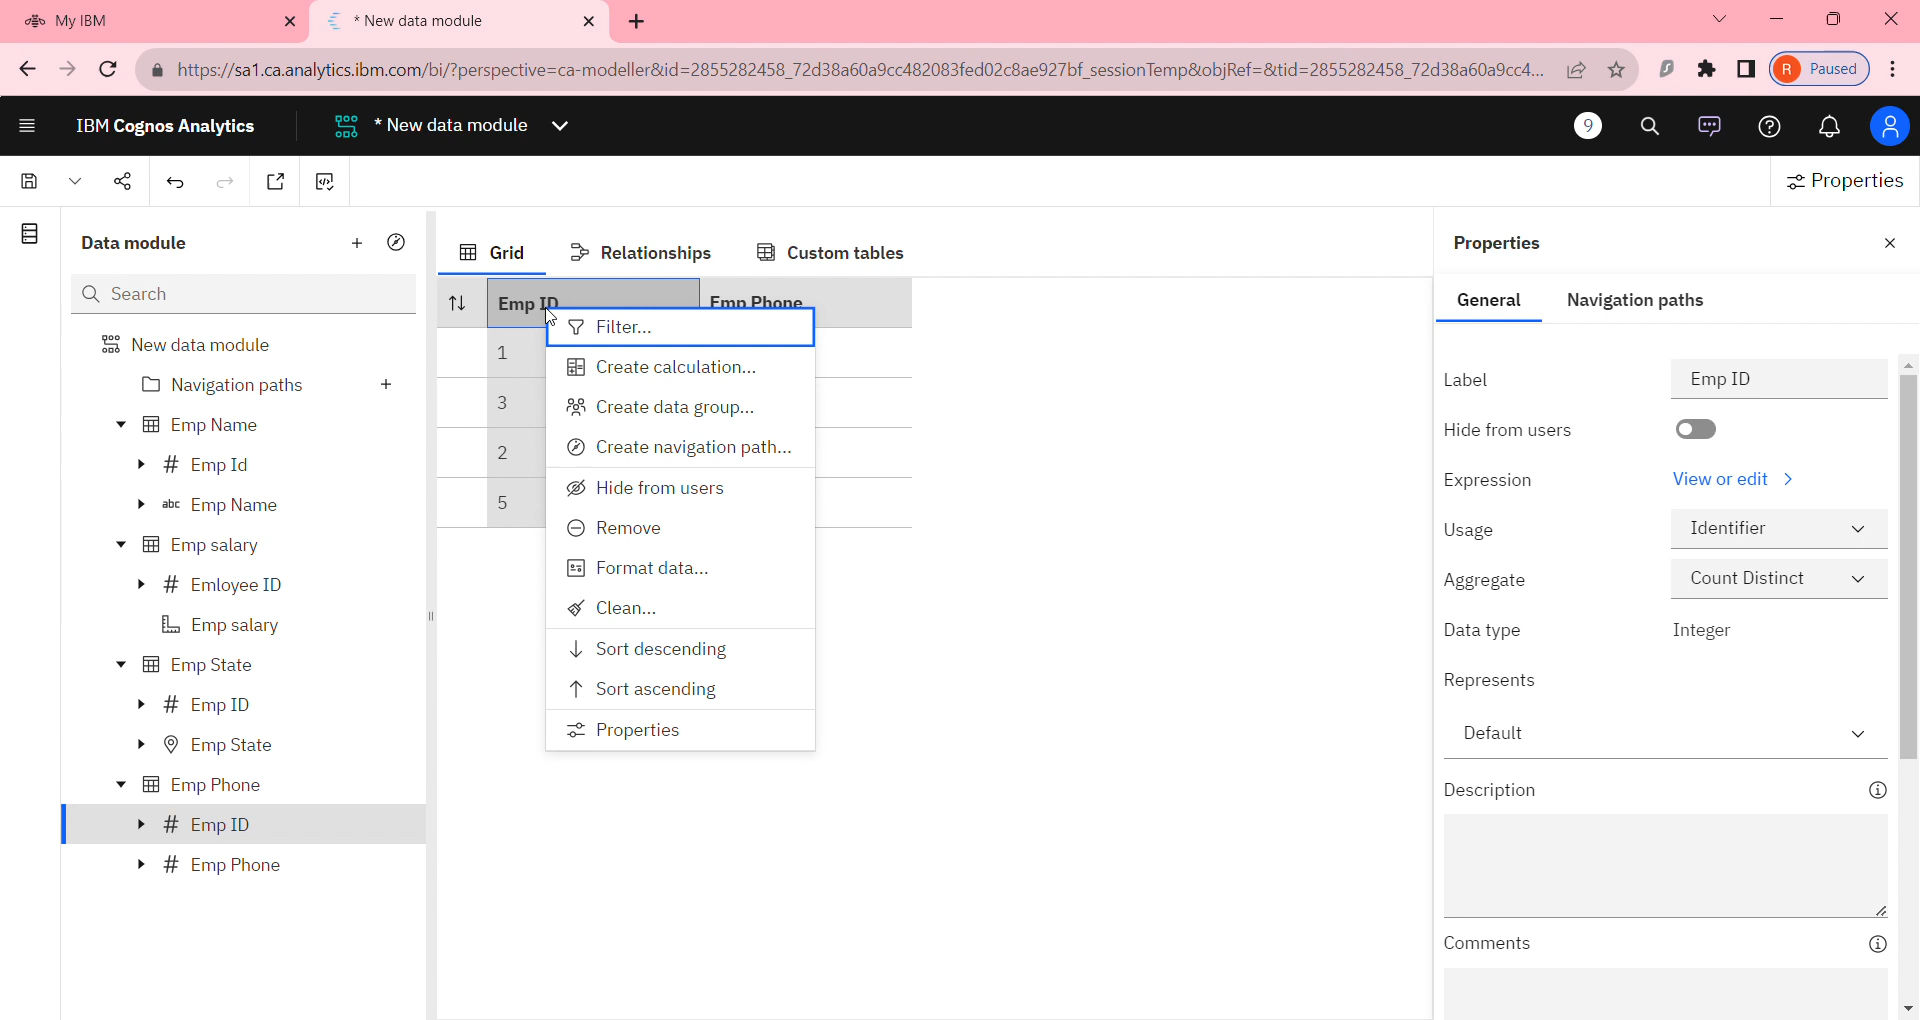 My IBM
* New data module
https://sa1.ca.analytics.ibm.com/bi/?perspective=ca-modeller&id=2855282458_72d38a60a9cc482083fed02c8ae927bf_sessionTemp&objRef=&tid=2855282458_72d38a60a9cc4...
R Paused
IBM Cognos Analytics
* New data module
9
Properties
Data module
Search
New data module
Navigation paths
Emp Name
# Emp Id
abc Emp Name
Emp salary
# Emloyee ID
Emp salary
Emp State
# Emp ID
Emp State
Emp Phone
# Emp ID
# Emp Phone
Grid
Relationships
Custom tables
Emp ID
Emp Phone
1
3
2
5
Filter...
Create calculation...
Create data group...
Create navigation path...
Hide from users
Remove
Format data...
Clean...
Sort descending
Sort ascending
Properties
Properties
General
Navigation paths
Label
Emp ID
Hide from users
Expression
View or edit
Usage
Identifier
Aggregate
Count Distinct
Data type
Integer
Represents
Default
Description
Comments